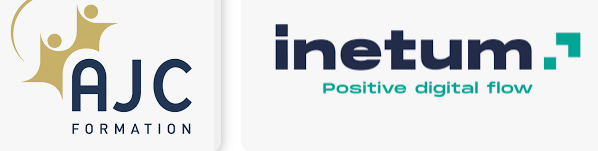 AJC
FORMATION
inetum
Positive digital flow